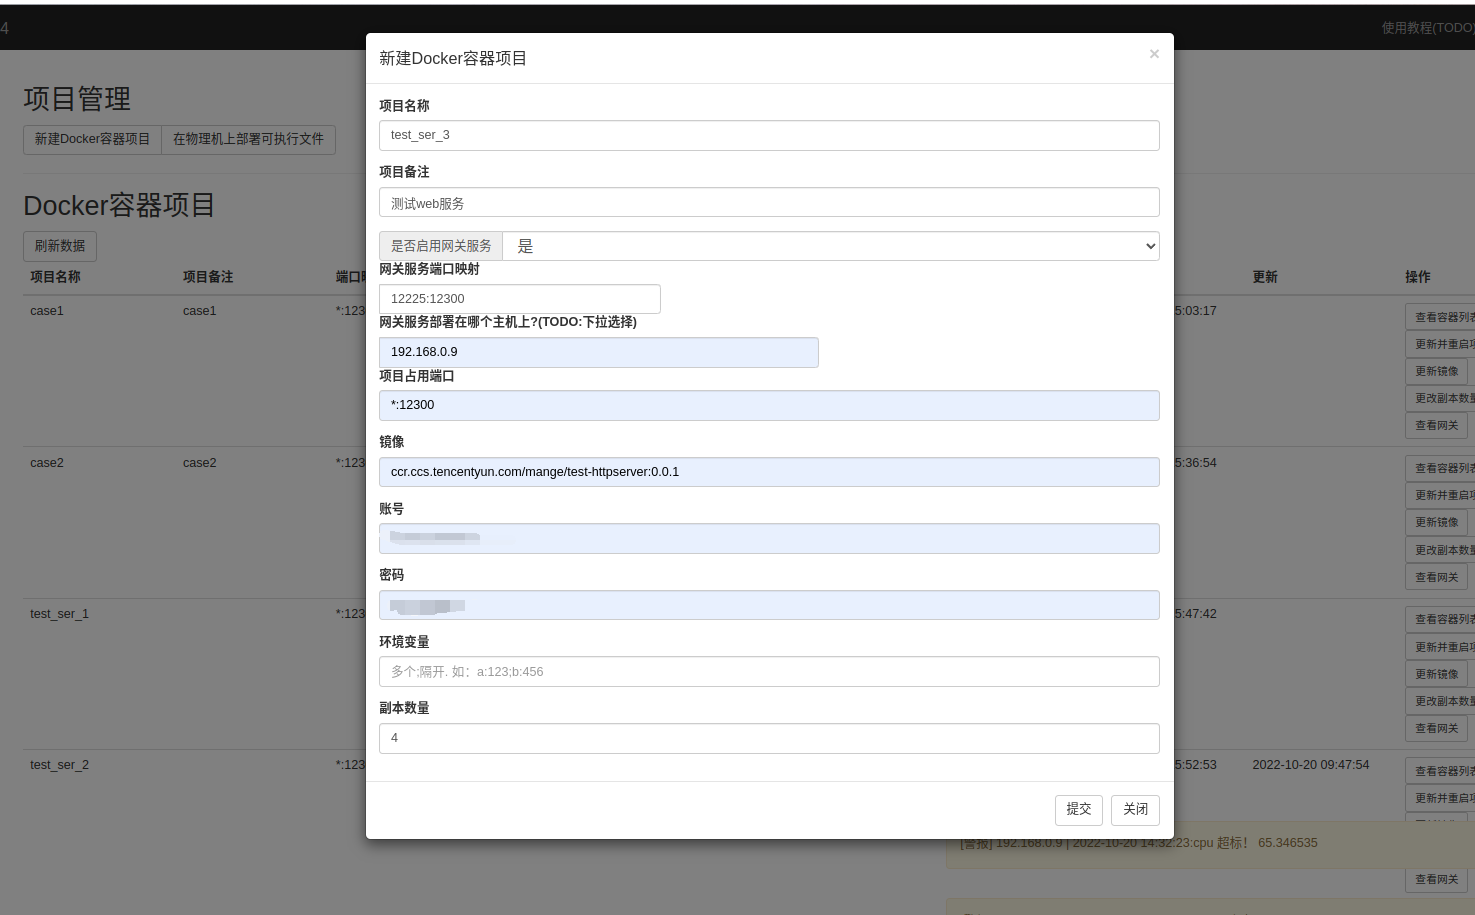 4
使用教程(TODO)
新建Docker容器项目
×
项目管理
新建Docker容器项目
在物理机上部署可执行文件
Docker容器项目
刷新数据
项目名称
test_ser_3
项目备注
测试web服务
是否启用网关服务
是
网关服务端口映射
12225:12300
网关服务部署在哪个主机上?(TODO:下拉选择)
192.168.0.9
项目占用端口
*:12300
镜像
ccr.ccs.tencentyun.com/mange/test-httpserver:0.0.1
账号
密码
环境变量
多个;隔开. 如：a:123;b:456
副本数量
4
提交
关闭
项目名称 项目备注 端口 更新 操作
case1 case1 *:123 5:03:17
查看容器列表
更新并重启项
更新镜像
更改副本数量
查看网关
case2 case2 *:123 5:36:54
查看容器列表
更新并重启项
更新镜像
更改副本数量
查看网关
test_ser_1 *:123 5:47:42
查看容器列表
更新并重启项
更新镜像
更改副本数量
查看网关
test_ser_2 *:123 5:52:53 2022-10-20 09:47:54
查看容器列表
更新并重启项
[警报] 192.168.0.9 | 2022-10-20 14:32:23:cpu 超标！ 65.346535
查看网关